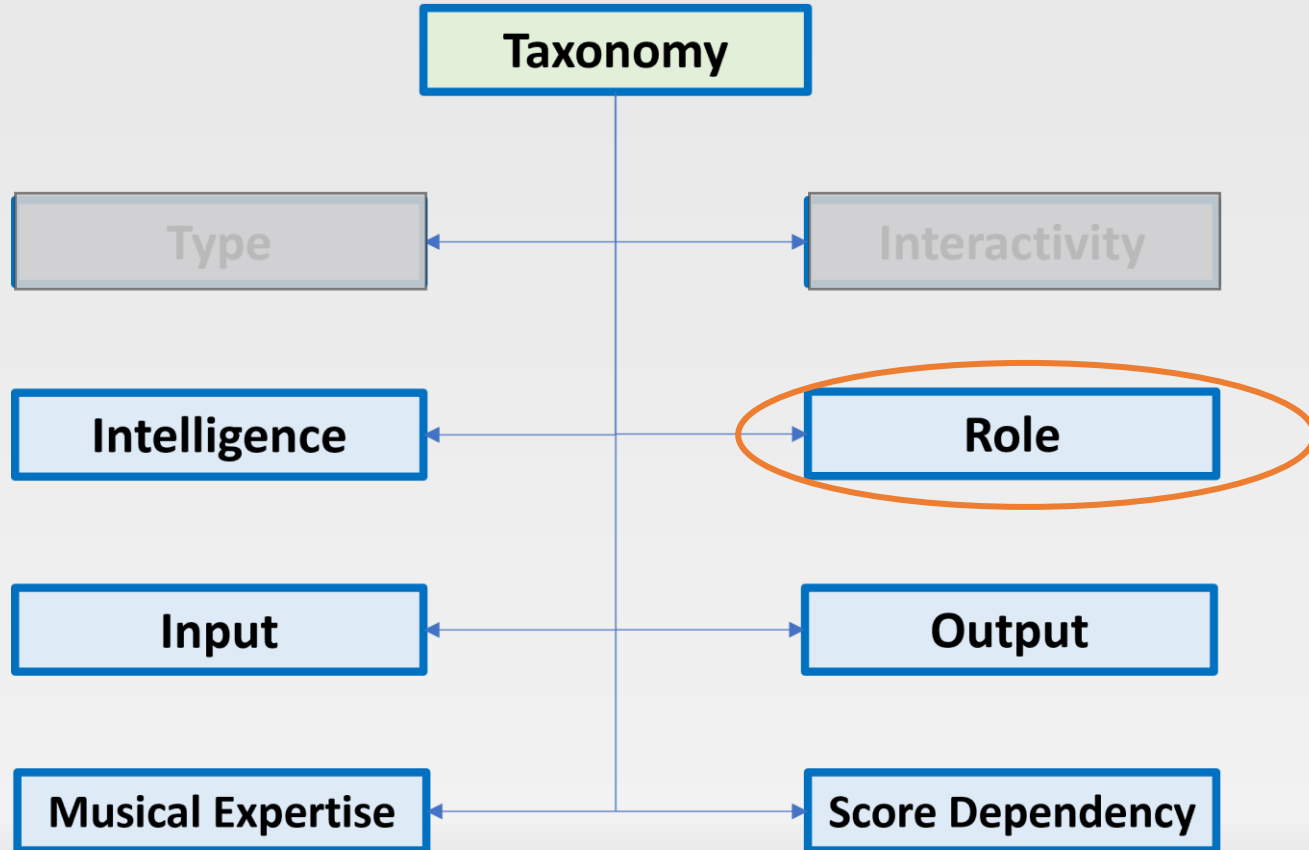 Taxonomy
Type
Interactivity
Intelligence
Role
Input
Output
Musical Expertise
Score Dependency